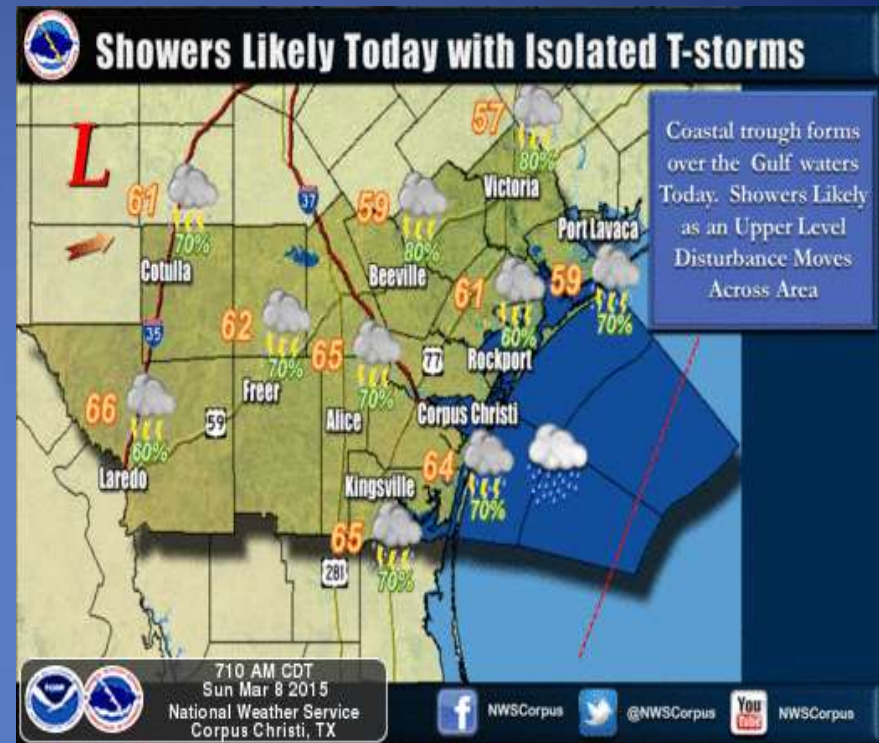 Showers Likely Today with Isolated T-storms
Coastal trough forms
over the Gulf waters
Today. Showers Likely
as an Upper Level
Disturbance Moves
Across Area
L
57
80%
Victoria
61
70%
Cotulla
37
59
80%
Beeville
Port Lavaca
59
70%
61
60%
Rockport
62
70%
Freer
35
65
70%
Alice
77
Corpus Christi
66
60%
Laredo
59
64
70%
Kingsville
65
70%
281
710 AM CDT
Sun Mar 8 2015
National Weather Service
Corpus Christi, TX
NWSCorpus
@NWSCorpus
You
Tube
NWSCorpus